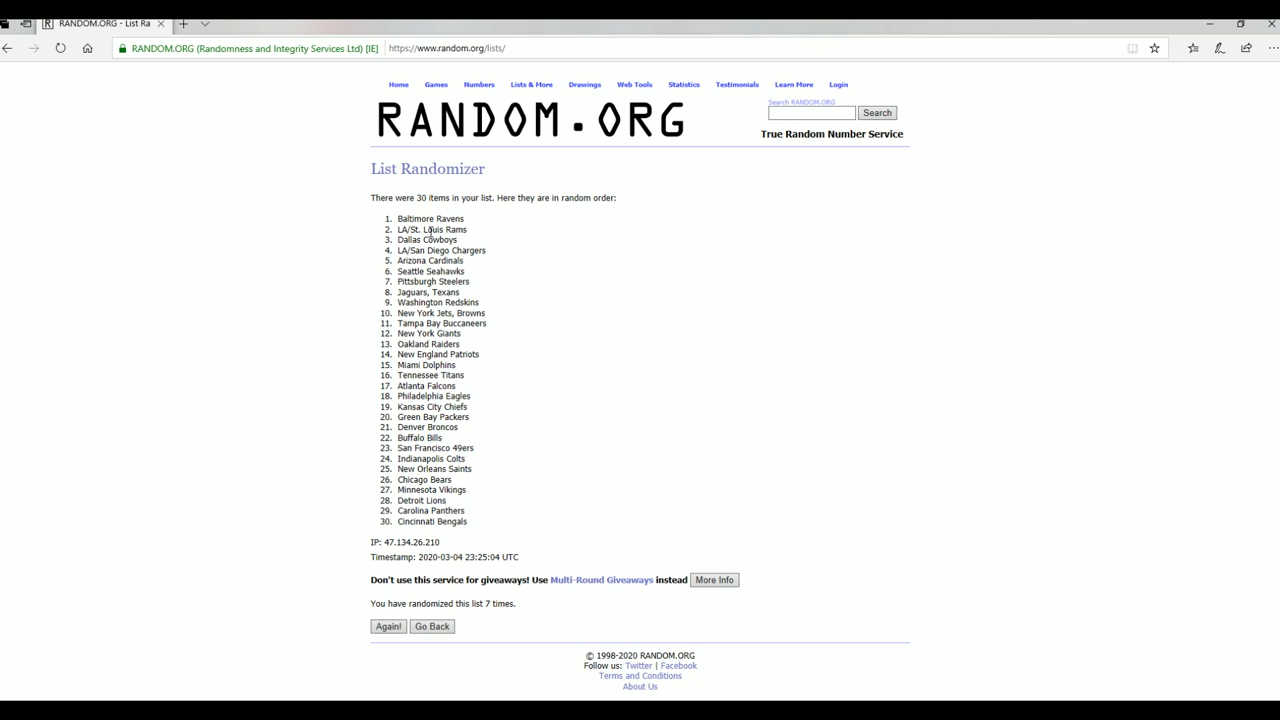 RANDOM.ORG - List Ra
RANDOM.ORG (Randomness and Integrity Services Ltd) [IE] https://www.random.org/lists/
Home Games Numbers Lists & More Drawings Web Tools Statistics Testimonials Learn More Login
RANDOM.ORG
Search RANDOM.ORG
Search
True Random Number Service
List Randomizer
There were 30 items in your list. Here they are in random order:
1. Baltimore Ravens
2. LA/St. Louis Rams
3. Dallas Cowboys
4. LA/San Diego Chargers
5. Arizona Cardinals
6. Seattle Seahawks
7. Pittsburgh Steelers
8. Jaguars, Texans
9. Washington Redskins
10. New York Jets, Browns
11. Tampa Bay Buccaneers
12. New York Giants
13. Oakland Raiders
14. New England Patriots
15. Miami Dolphins
16. Tennessee Titans
17. Atlanta Falcons
18. Philadelphia Eagles
19. Kansas City Chiefs
20. Green Bay Packers
21. Denver Broncos
22. Buffalo Bills
23. San Francisco 49ers
24. Indianapolis Colts
25. New Orleans Saints
26. Chicago Bears
27. Minnesota Vikings
28. Detroit Lions
29. Carolina Panthers
30. Cincinnati Bengals
IP: 47.134.26.210
Timestamp: 2020-03-04 23:25:04 UTC
Don't use this service for giveaways! Use Multi-Round Giveaways instead More Info
You have randomized this list 7 times.
Again! Go Back
© 1998-2020 RANDOM.ORG
Follow us: Twitter | Facebook
Terms and Conditions
About Us